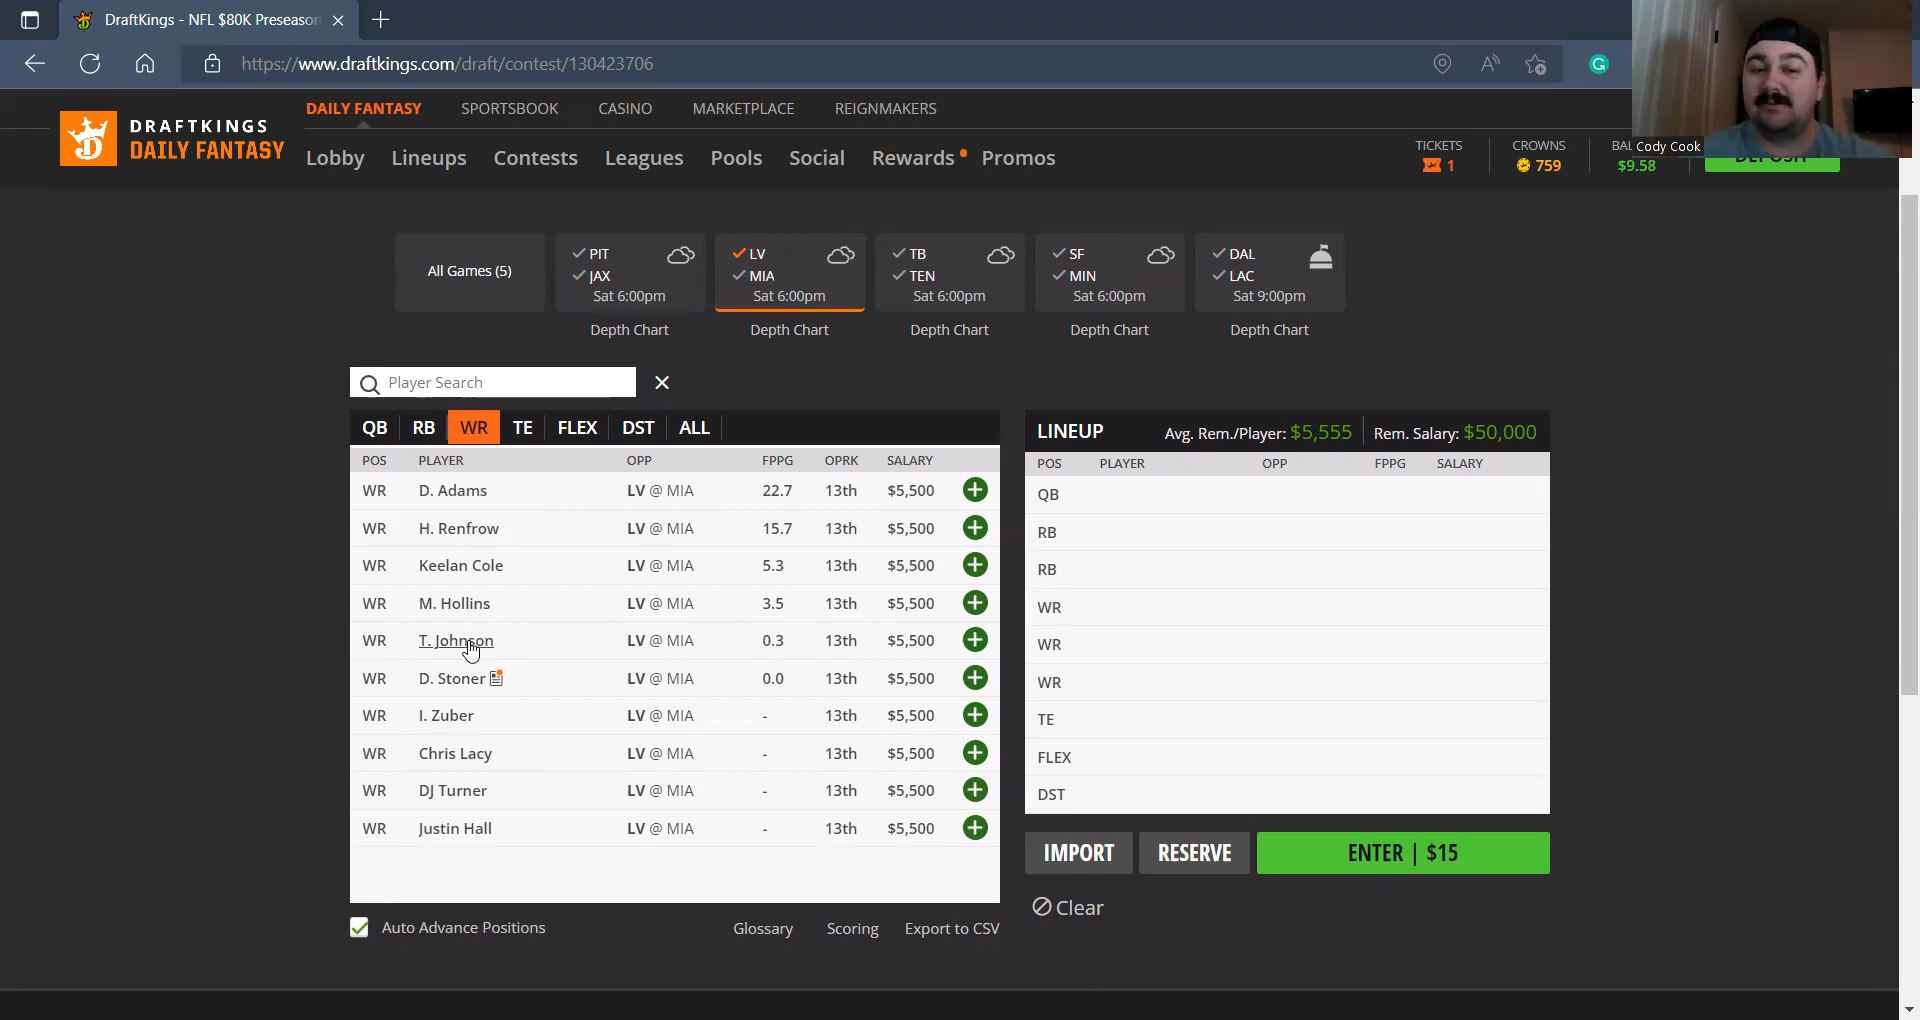 DraftKings - NFL $80K Preseason
https://www.draftkings.com/draft/contest/130423706
Cody Cook
DRAFTKINGS
DAILY FANTASY
DAILY FANTASY SPORTSBOOK CASINO MARKETPLACE REIGNMAKERS
Lobby Lineups Contests Leagues Pools Social Rewards Promos
TICKETS 1
CROWNS 759
$9.58
All Games (5)
PIT
JAX
Sat 6:00pm
Depth Chart
LV
MIA
Sat 6:00pm
Depth Chart
TB
TEN
Sat 6:00pm
Depth Chart
SF
MIN
Sat 6:00pm
Depth Chart
DAL
LAC
Sat 9:00pm
Depth Chart
Player Search
QB RB WR TE FLEX DST ALL
POS PLAYER OPP FPPG OPRK SALARY
WR D. Adams LV @ MIA 22.7 13th $5,500
WR H. Renfrow LV @ MIA 15.7 13th $5,500
WR Keelan Cole LV @ MIA 5.3 13th $5,500
WR M. Hollins LV @ MIA 3.5 13th $5,500
WR T. Johnson LV @ MIA 0.3 13th $5,500
WR D. Stoner LV @ MIA 0.0 13th $5,500
WR I. Zuber LV @ MIA - 13th $5,500
WR Chris Lacy LV @ MIA - 13th $5,500
WR DJ Turner LV @ MIA - 13th $5,500
WR Justin Hall LV @ MIA - 13th $5,500
Auto Advance Positions Glossary Scoring Export to CSV
LINEUP Avg. Rem./Player: $5,555 Rem. Salary: $50,000
POS PLAYER OPP FPPG SALARY
QB
RB
RB
WR
WR
WR
TE
FLEX
DST
IMPORT RESERVE ENTER | $15
Clear